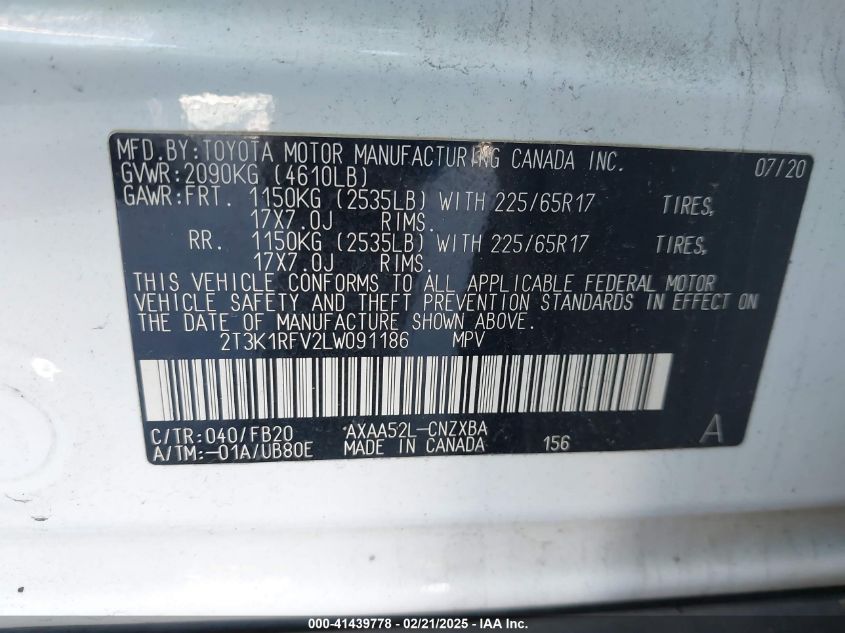 MFD.BY:TOYOTA MOTOR MANUFACTURING CANADA INC. 07/20
GVWR:2090KG (4610LB)
GAWR:FRT. 1150KG (2535LB) WITH 225/65R17 TIRES,
17X7.0J RIMS.
RR. 1150KG (2535LB) WITH 225/65R17 TIRES,
17X7.0J RIMS.
THIS VEHICLE CONFORMS TO ALL APPLICABLE FEDERAL MOTOR
VEHICLE SAFETY AND THEFT PREVENTION STANDARDS IN EFFECT ON
THE DATE OF MANUFACTURE SHOWN ABOVE.
2T3K1RFV2LW091186 MPV
C/TR:040/FB20 AXAA52L-CNZXBA A
A/TM:-01A/UB80E MADE IN CANADA 156
000-41439778 - 02/21/2025 - IAA Inc.